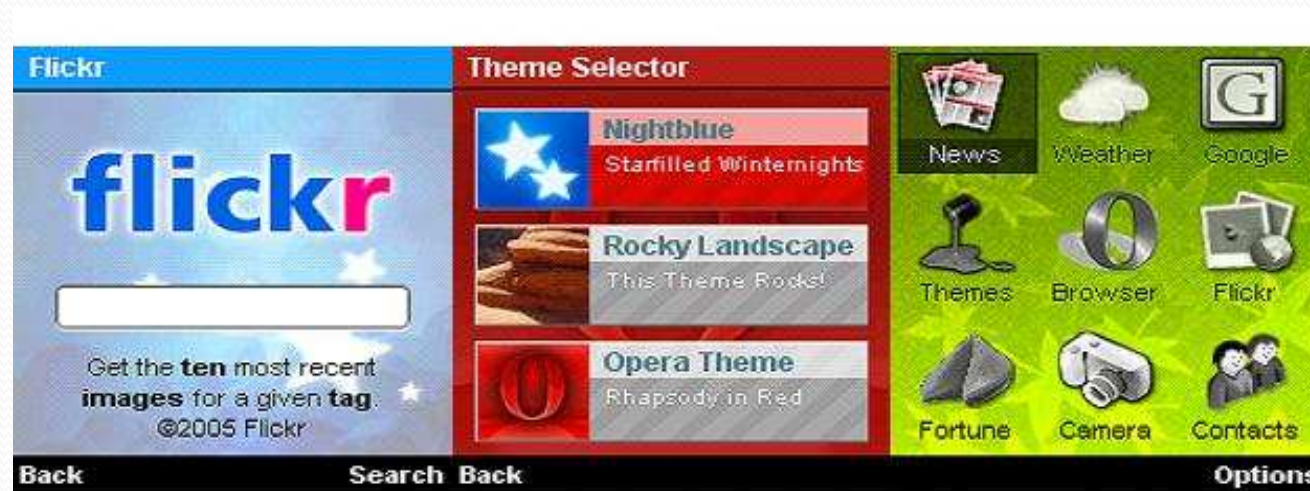 Flickr
flickr
Get the ten most recent
images for a given tag.
©2005 Flickr
Back Search
Theme Selector
Nightblue
Starfilled Winternights
Rocky Landscape
This Theme Rocks!
Opera Theme
Rhapsody in Red
Back
News Weather Google
G
Themes Browser Flickr
Fortune Camera Contacts
Options